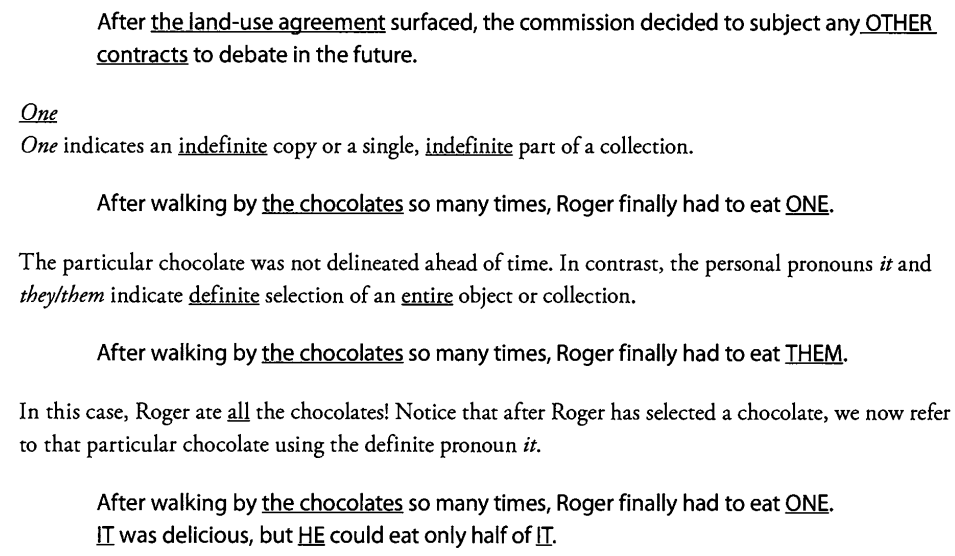 After the land-use agreement surfaced, the commission decided to subject any OTHER
contracts to debate in the future.
One
One indicates an indefinite copy or a single, indefinite part of a collection.
After walking by the chocolates so many times, Roger finally had to eat ONE.
The particular chocolate was not delineated ahead of time. In contrast, the personal pronouns it and
they/them indicate definite selection of an entire object or collection.
After walking by the chocolates so many times, Roger finally had to eat THEM.
In this case, Roger ate all the chocolates! Notice that after Roger has selected a chocolate, we now refer
to that particular chocolate using the definite pronoun it.
After walking by the chocolates so many times, Roger finally had to eat ONE.
IT was delicious, but HE could eat only half of IT.